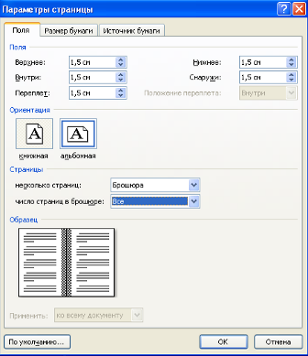 Параметры страницы
Поля Размер бумаги Источник бумаги
Поля
Верхнее: 1,5 см Нижнее: 1,5 см
Внутри: 1,5 см Снаружи: 1,5 см
Переплет: 1,5 см Положение переплета: Внутри
Ориентация
A A
книжная альбомная
Страницы
несколько страниц: Брошюра
число страниц в брошюре: Все
Образец
Применить: ко всему документу
По умолчанию... ОК Отмена